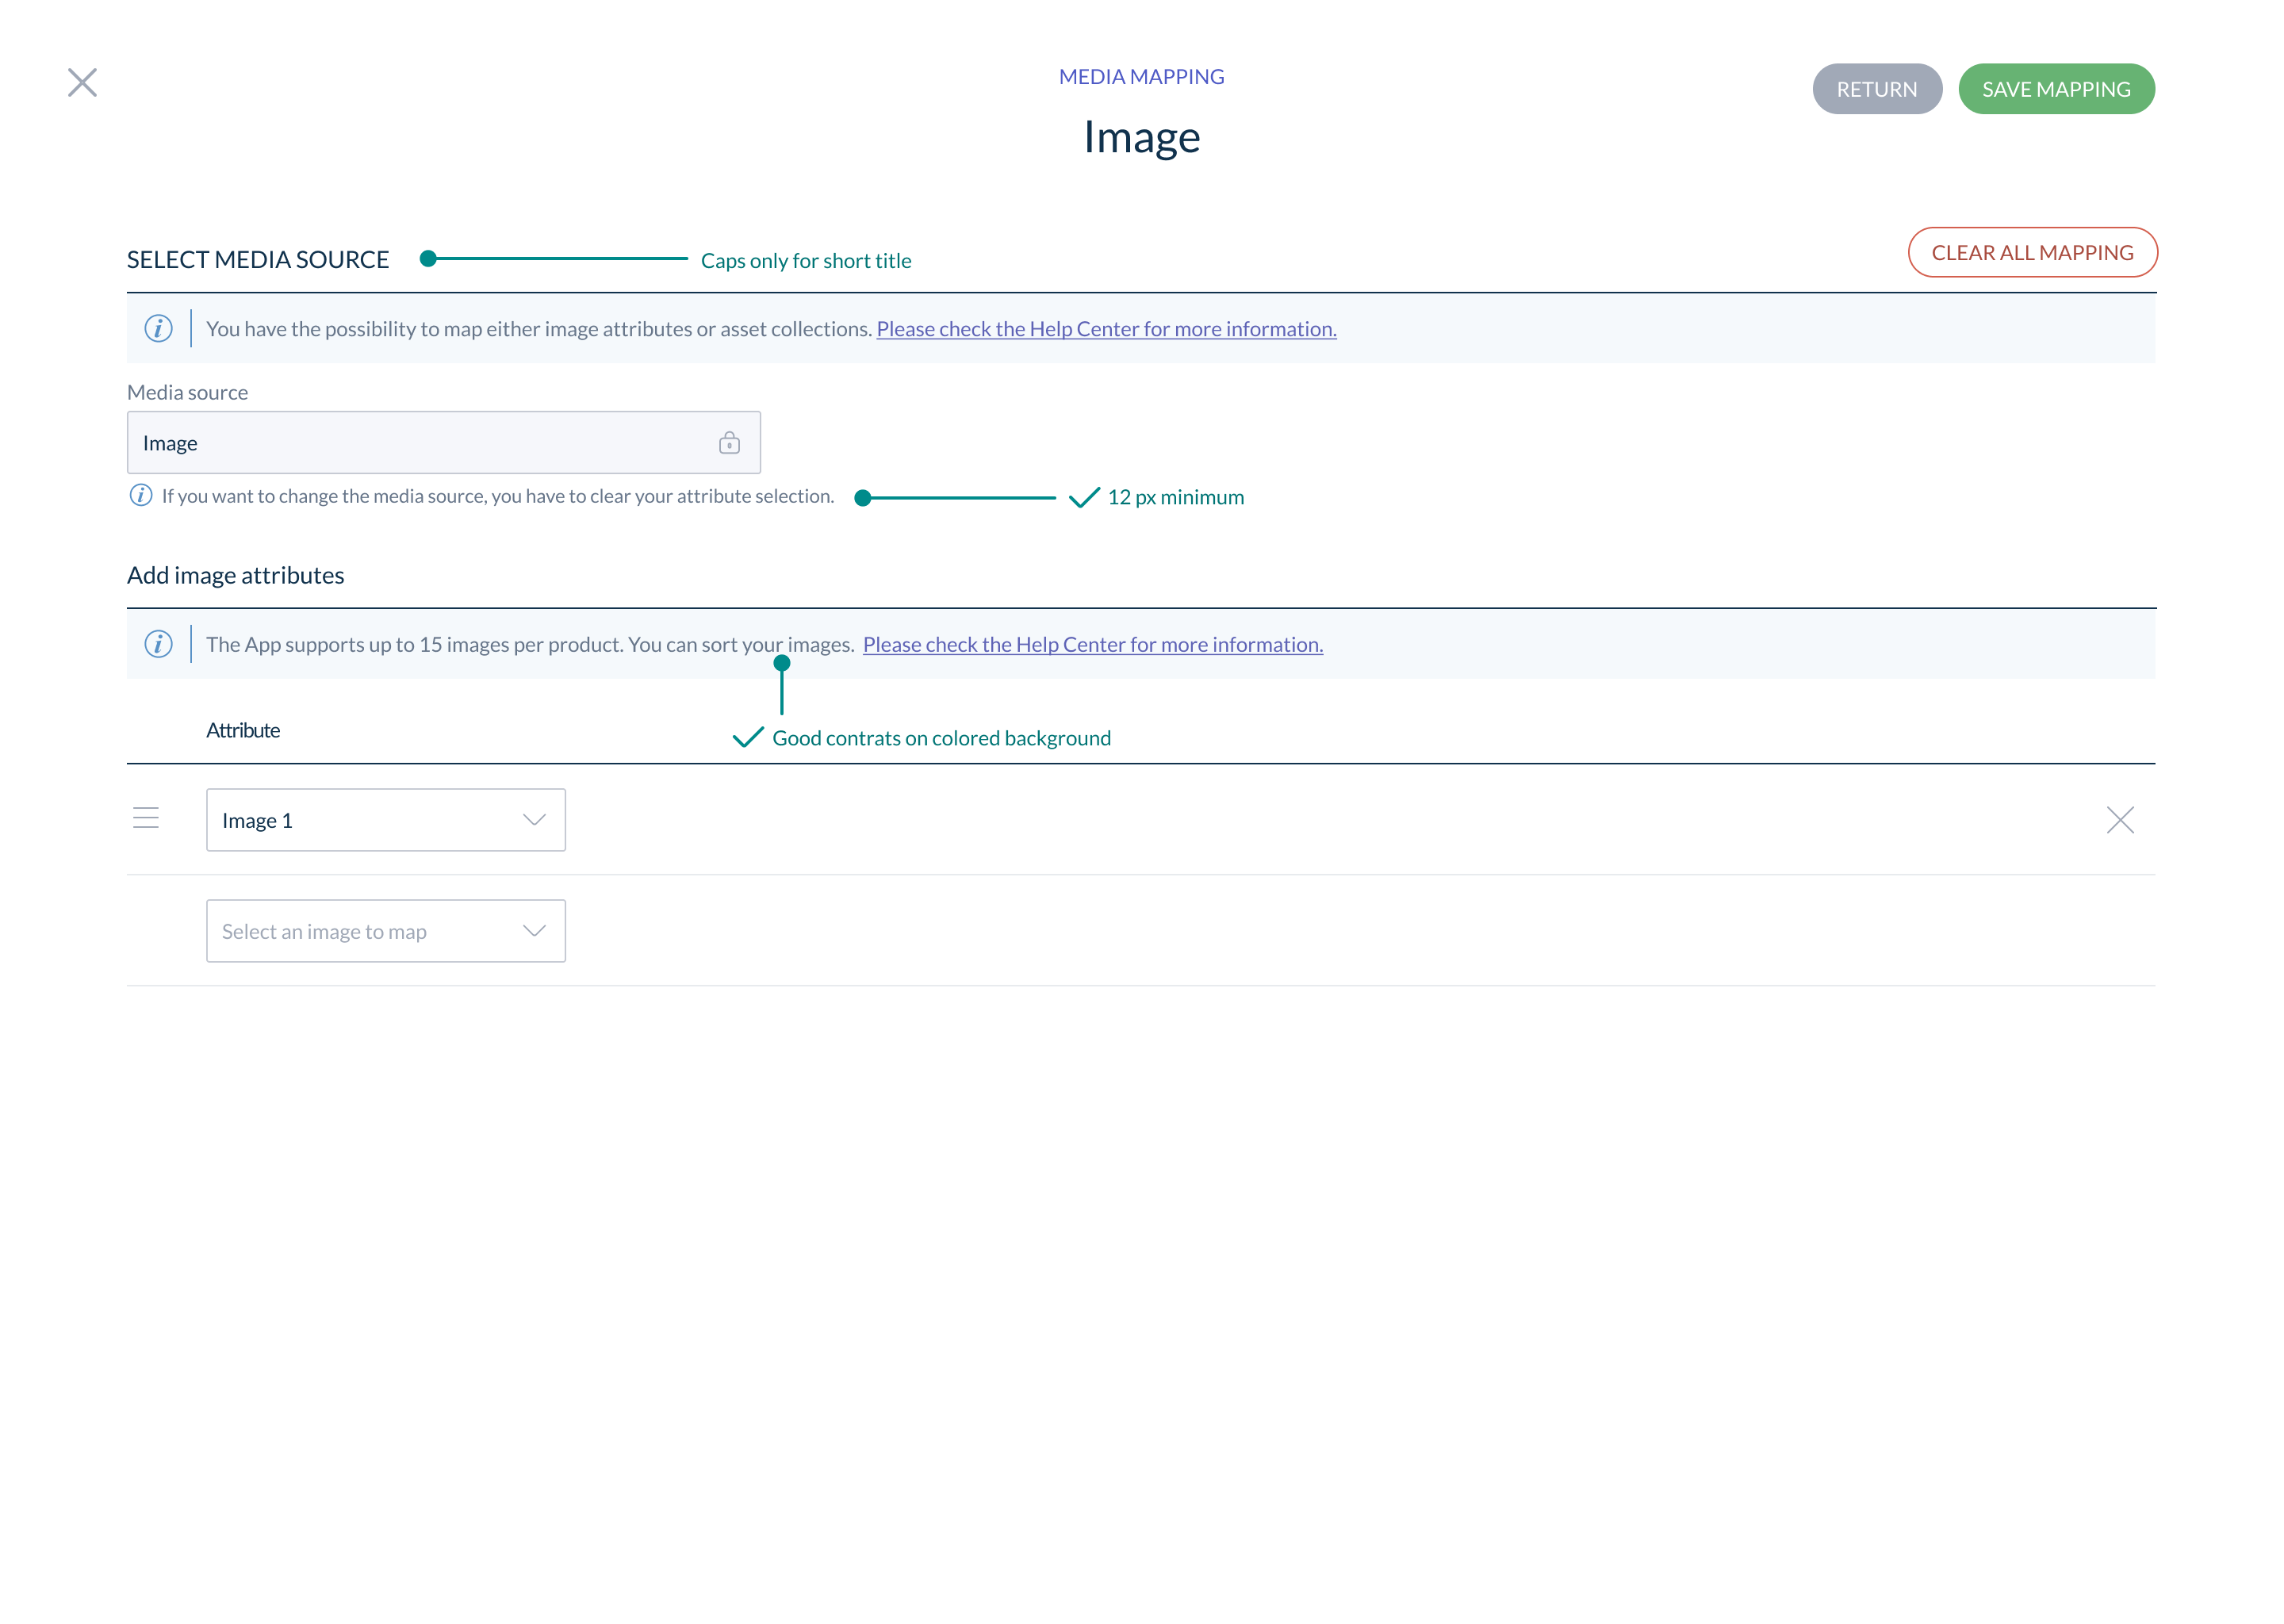 MEDIA MAPPING
RETURN
SAVE MAPPING
Image
SELECT MEDIA SOURCE
Caps only for short title
CLEAR ALL MAPPING
You have the possibility to map either image attributes or asset collections. Please check the Help Center for more information.
Media source
Image
If you want to change the media source, you have to clear your attribute selection.
12 px minimum
Add image attributes
The App supports up to 15 images per product. You can sort your images. Please check the Help Center for more information.
Attribute
Good contrats on colored background
Image 1
Select an image to map